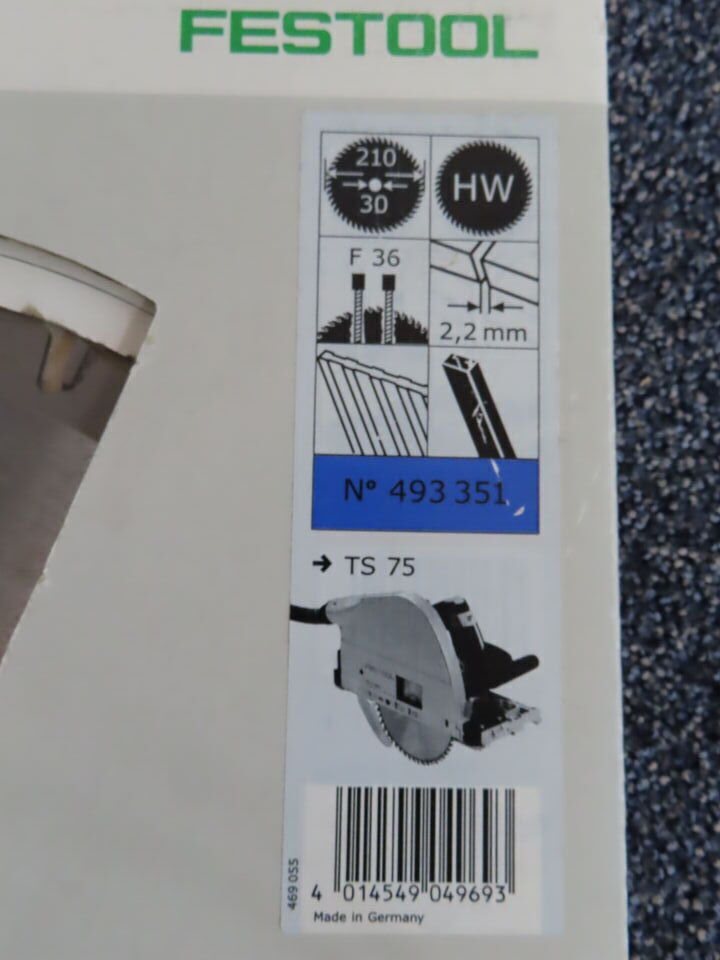 FESTOOL
210
30
HW
F 36
2,2 mm
N° 493 351
→ TS 75
469 055
4 014549 049693
Made in Germany